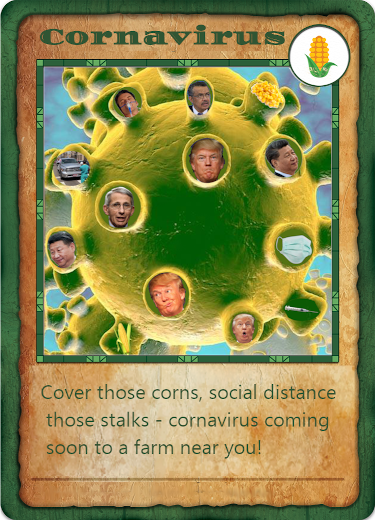 Cornavirus
Cover those corns, social distance
those stalks - cornavirus coming
soon to a farm near you!